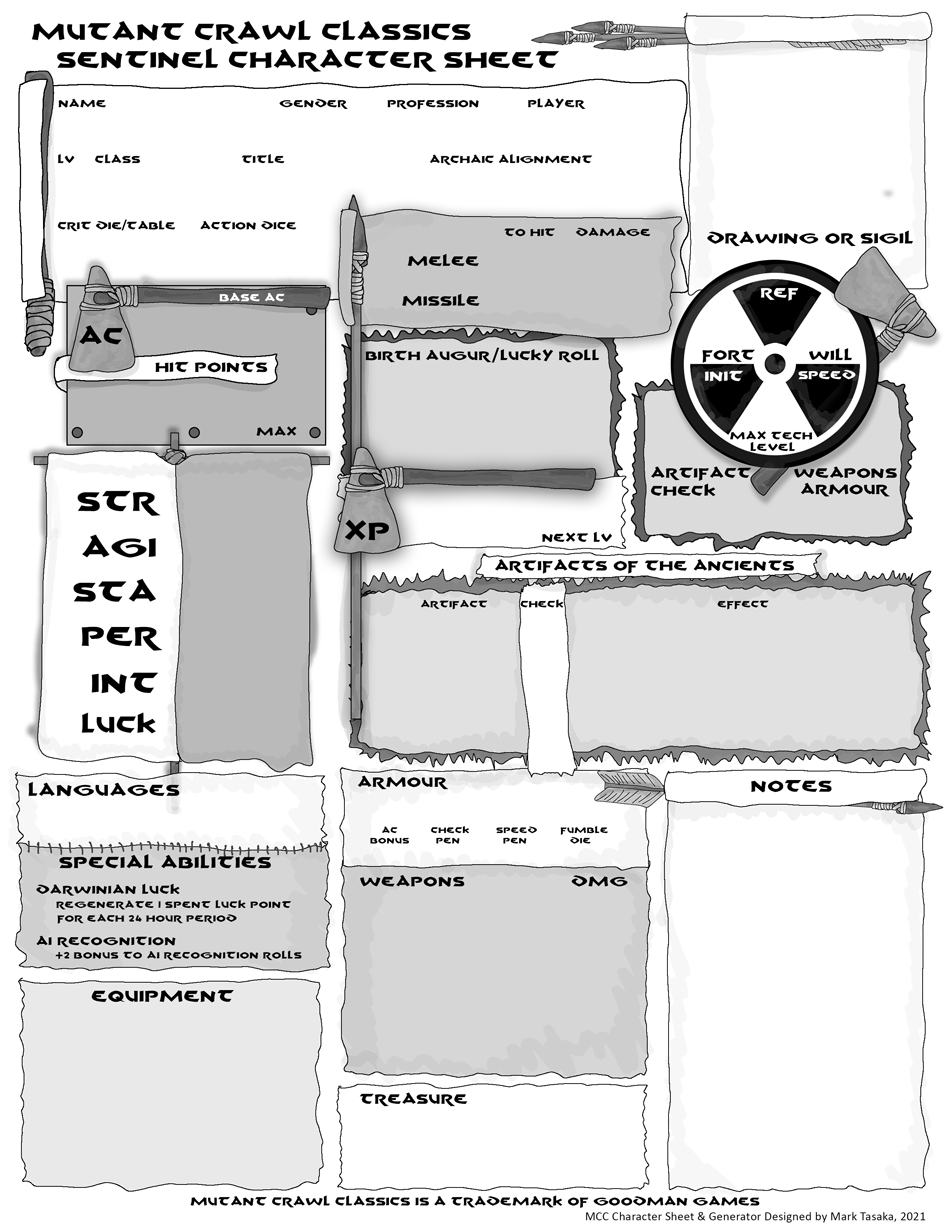 MUTANT CRAWL CLASSICS
SENTINEL CHARACTER SHEET
NAME GENDER PROFESSION PLAYER
LV CLASS TITLE ARCHAIC ALIGNMENT
CRIT DIE/TABLE ACTION DICE
DRAWING OR SIGIL
TO HIT DAMAGE
MELEE
MISSILE
BASE AC
AC
HIT POINTS
MAX
BIRTH AUGUR/LUCKY ROLL
REF
FORT WILL
INIT SPEED
MAX TECH
LEVEL
ARTIFACT
CHECK
WEAPONS
ARMOUR
XP
NEXT LV
STR
AGI
STA
PER
INT
LUCK
ARTIFACTS OF THE ANCIENTS
ARTIFACT CHECK EFFECT
LANGUAGES
SPECIAL ABILITIES
DARWINIAN LUCK
REGENERATE 1 SPENT LUCK POINT
FOR EACH 24 HOUR PERIOD
AI RECOGNITION
+2 BONUS TO AI RECOGNITION ROLLS
EQUIPMENT
ARMOUR
AC
BONUS
CHECK
PEN
SPEED
PEN
FUMBLE
DIE
WEAPONS DMG
TREASURE
NOTES
MUTANT CRAWL CLASSICS IS A TRADEMARK OF GOODMAN GAMES
MCC Character Sheet & Generator Designed by Mark Tasaka, 2021